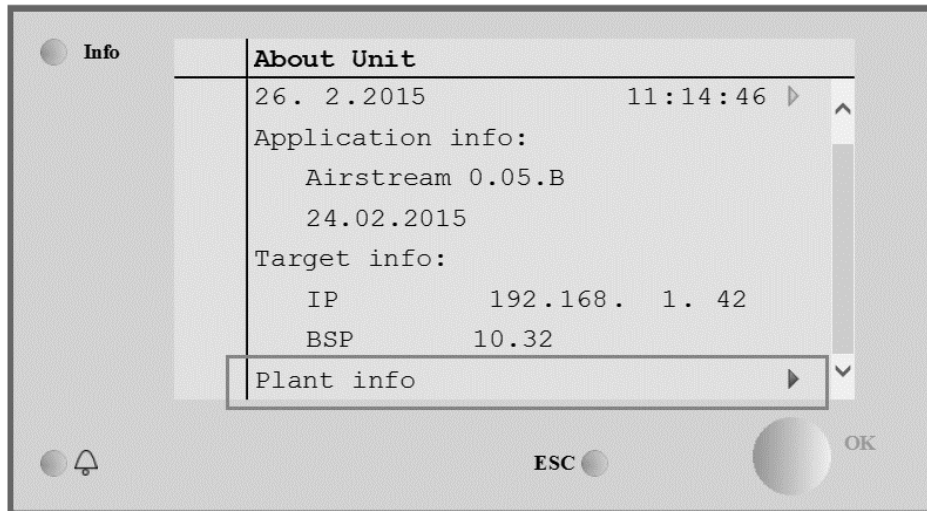 Info
About Unit
26. 2.2015 11:14:46
Application info:
Airstream 0.05.B
24.02.2015
Target info:
IP 192.168. 1. 42
BSP 10.32
Plant info
ESC
OK